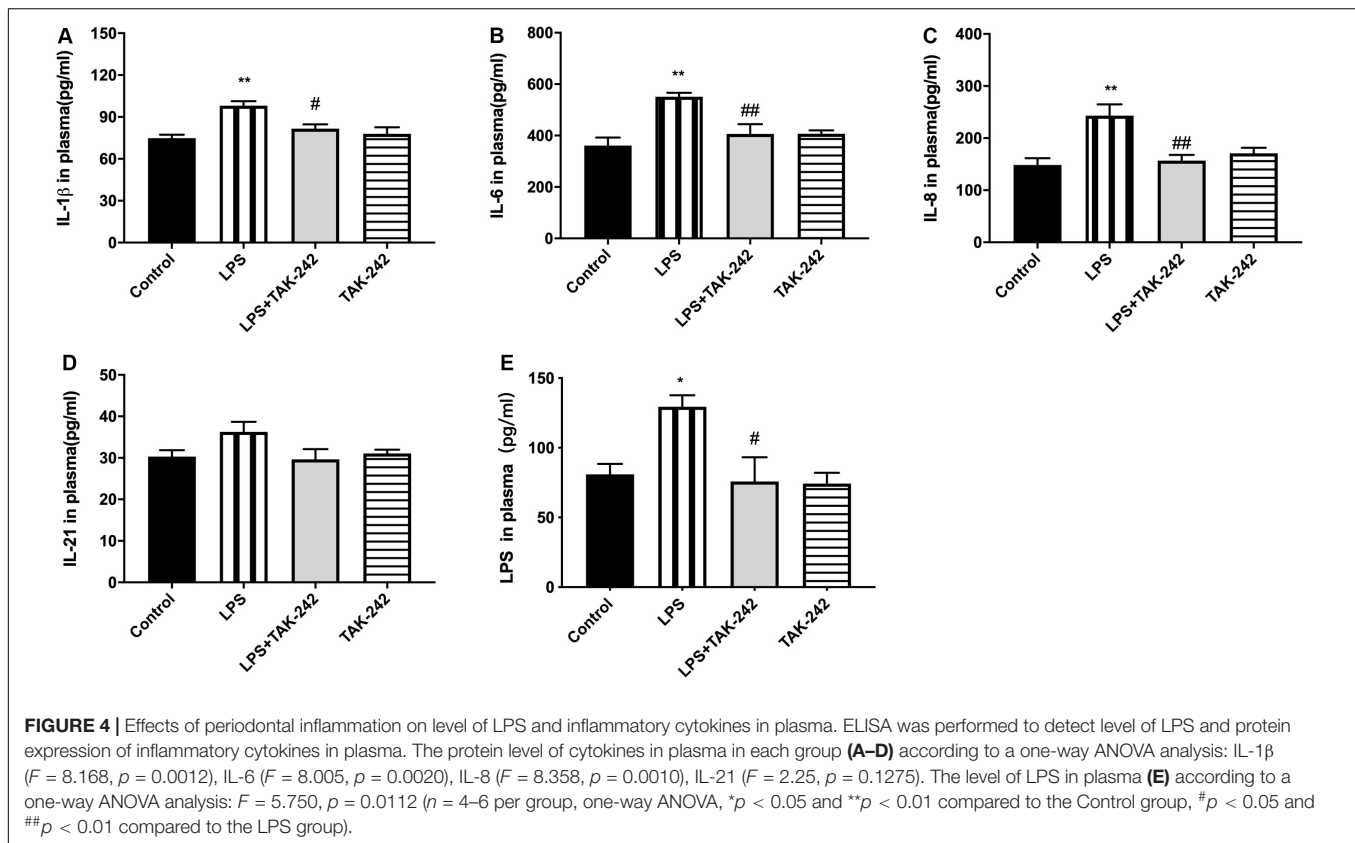 A
IL-1β in plasma(pg/ml)
150
120
90
60
30
0
**
#
Control
LPS
LPS+TAK-242
TAK-242
B
IL-6 in plasma(pg/ml)
800
600
400
200
0
**
##
Control
LPS
LPS+TAK-242
TAK-242
C
IL-8 in plasma(pg/ml)
400
300
200
100
0
**
##
Control
LPS
LPS+TAK-242
TAK-242
D
IL-21 in plasma(pg/ml)
50
40
30
20
10
0
Control
LPS
LPS+TAK-242
TAK-242
E
LPS in plasma (pg/ml)
150
100
50
0
*
#
Control
LPS
LPS+TAK-242
TAK-242
FIGURE 4 | Effects of periodontal inflammation on level of LPS and inflammatory cytokines in plasma. ELISA was performed to detect level of LPS and protein
expression of inflammatory cytokines in plasma. The protein level of cytokines in plasma in each group (A–D) according to a one-way ANOVA analysis: IL-1β
(F = 8.168, p = 0.0012), IL-6 (F = 8.005, p = 0.0020), IL-8 (F = 8.358, p = 0.0010), IL-21 (F = 2.25, p = 0.1275). The level of LPS in plasma (E) according to a
one-way ANOVA analysis: F = 5.750, p = 0.0112 (n = 4–6 per group, one-way ANOVA, *p < 0.05 and **p < 0.01 compared to the Control group, #p < 0.05 and
##p < 0.01 compared to the LPS group).